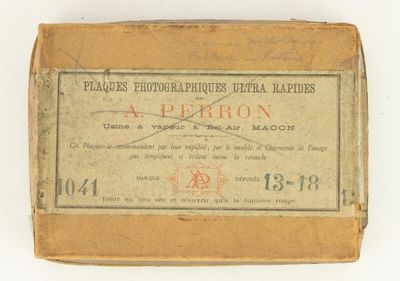 PLAQUES PHOTOGRAPHIQUES ULTRA RAPIDES
DE
A. PERRON
Usine à vapeur à Bel-Air, MACON
Ces Plaques se recommandent par leur rapidité, par le modelé et l'harmonie de l'image
qui simplifient et évitent même la retouche
1041 MARQUE AP DÉPOSÉE 13-18
Tenir en lieu sec et n'ouvrir qu'à la lumière rouge